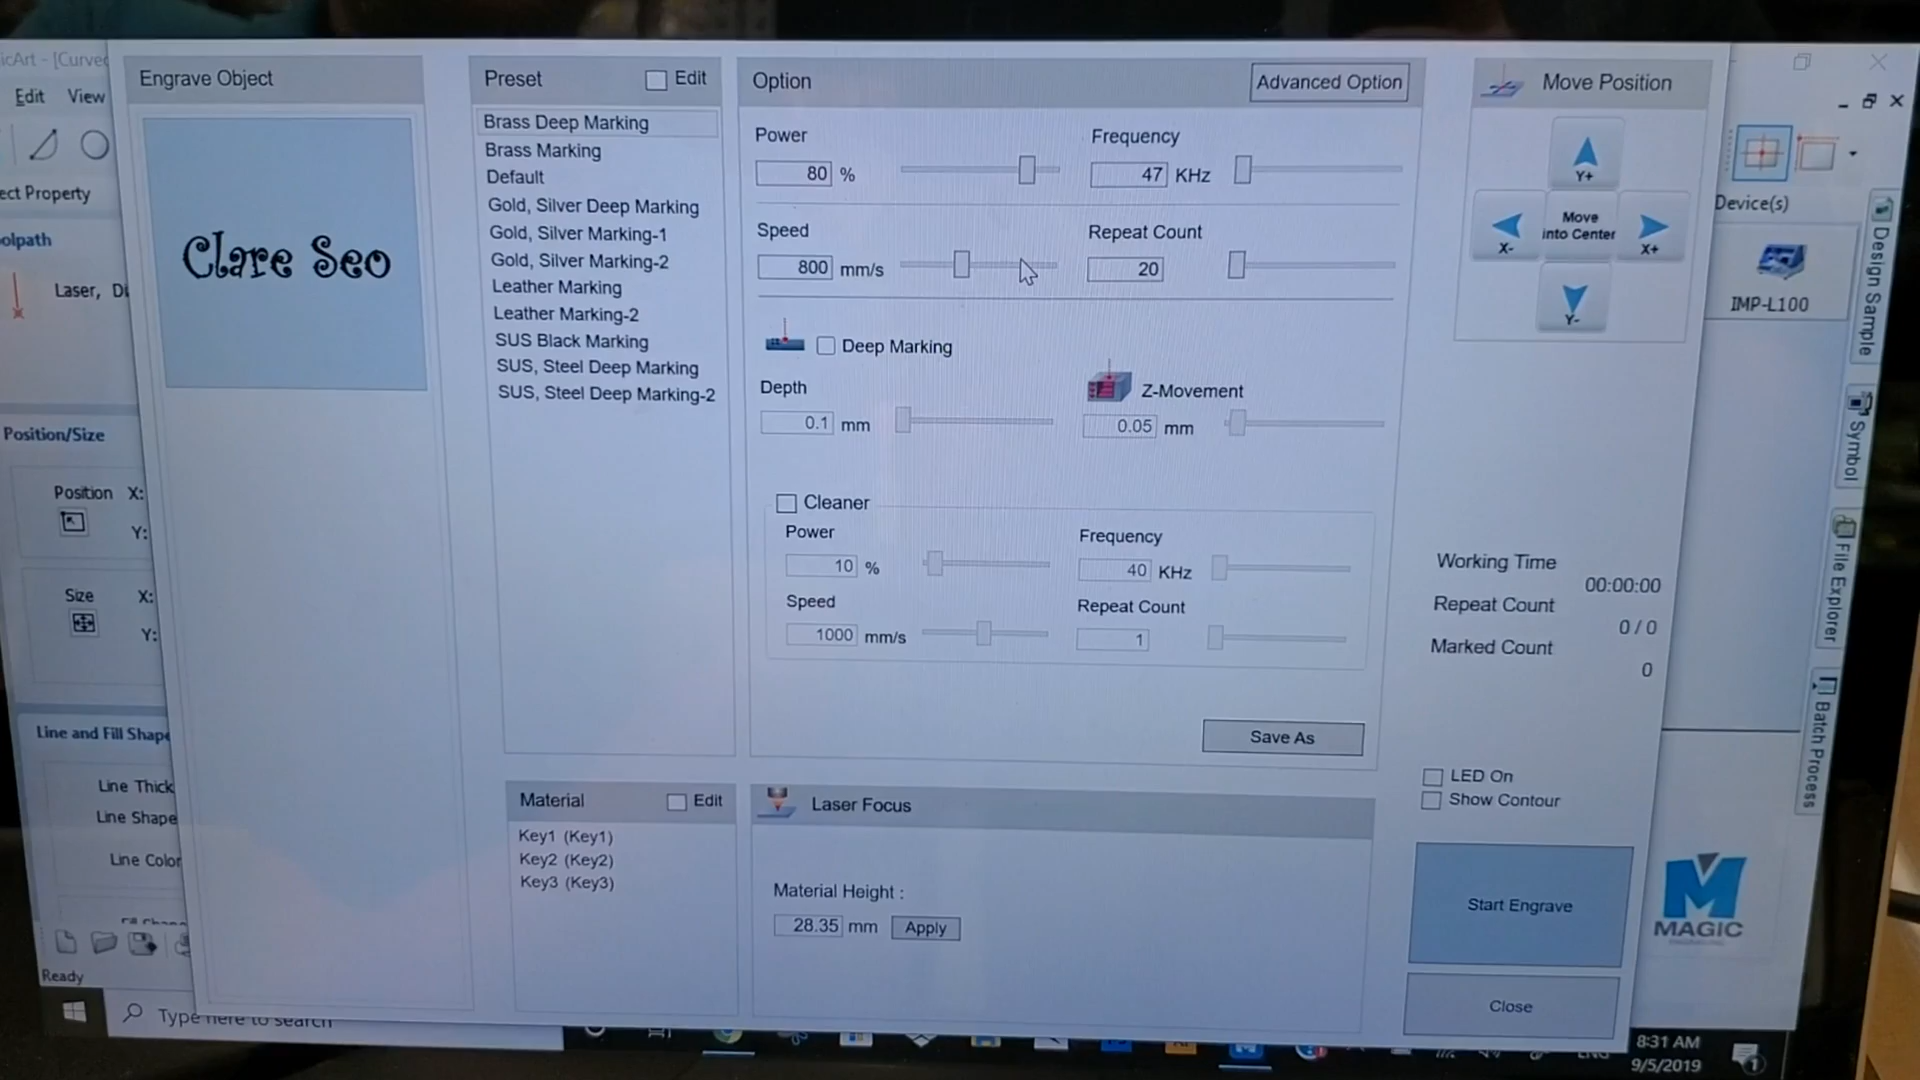 icArt - [Curve
Edit View
ect Property
olpath
Laser, Di
Position/Size
Position X:
Y:
Size X:
Y:
Line and Fill Shape
Line Thick
Line Shape
Line Color
Ready
Type here to search
Engrave Object
Clare Seo
Preset Edit
Brass Deep Marking
Brass Marking
Default
Gold, Silver Deep Marking
Gold, Silver Marking-1
Gold, Silver Marking-2
Leather Marking
Leather Marking-2
SUS Black Marking
SUS, Steel Deep Marking
SUS, Steel Deep Marking-2
Material Edit
Key1 (Key1)
Key2 (Key2)
Key3 (Key3)
Option Advanced Option
Power Frequency
80 % 47 KHz
Speed Repeat Count
800 mm/s 20
Deep Marking
Depth Z-Movement
0.1 mm 0.05 mm
Cleaner
Power Frequency
10 % 40 KHz
Speed Repeat Count
1000 mm/s 1
Save As
Laser Focus
Material Height :
28.35 mm Apply
Move Position
Y+
X- Move into Center X+
Y-
Working Time
00:00:00
Repeat Count
0 / 0
Marked Count
0
LED On
Show Contour
Start Engrave
Close
Device(s)
IMP-L100
Design Sample
Symbol
File Explorer
Batch Process
MAGIC
8:31 AM
9/5/2019
1